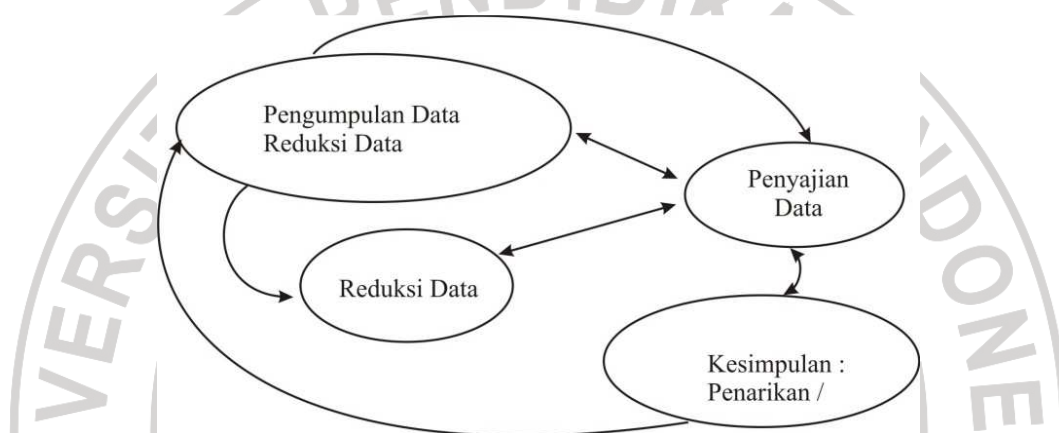 Pengumpulan Data
Reduksi Data
Penyajian
Data
Reduksi Data
Kesimpulan :
Penarikan /